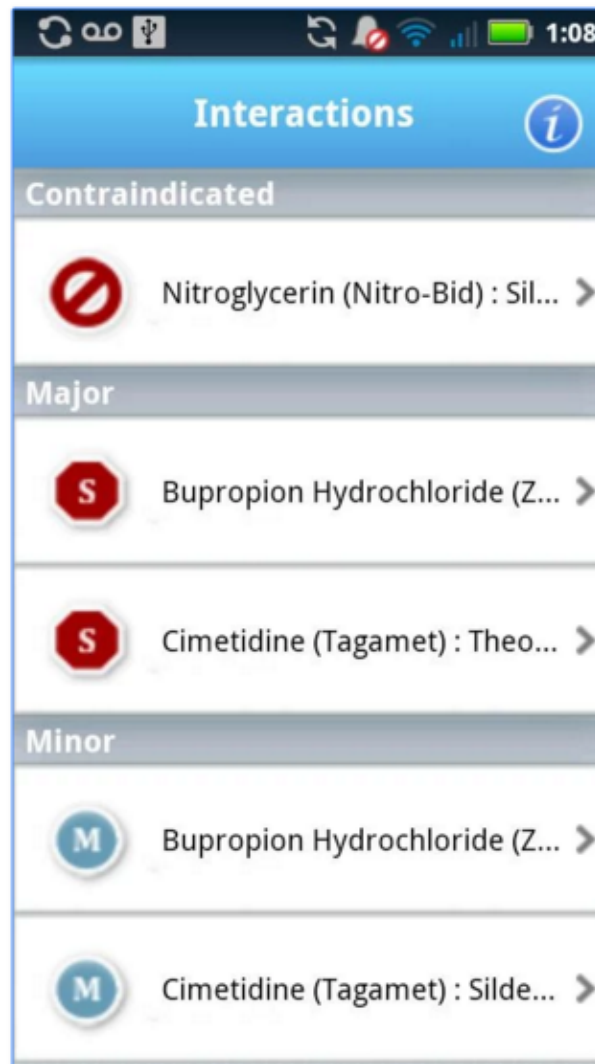 1:08
Interactions
i
Contraindicated
Nitroglycerin (Nitro-Bid) : Sil...
Major
S
Bupropion Hydrochloride (Z...
S
Cimetidine (Tagamet) : Theo...
Minor
M
Bupropion Hydrochloride (Z...
M
Cimetidine (Tagamet) : Silde...